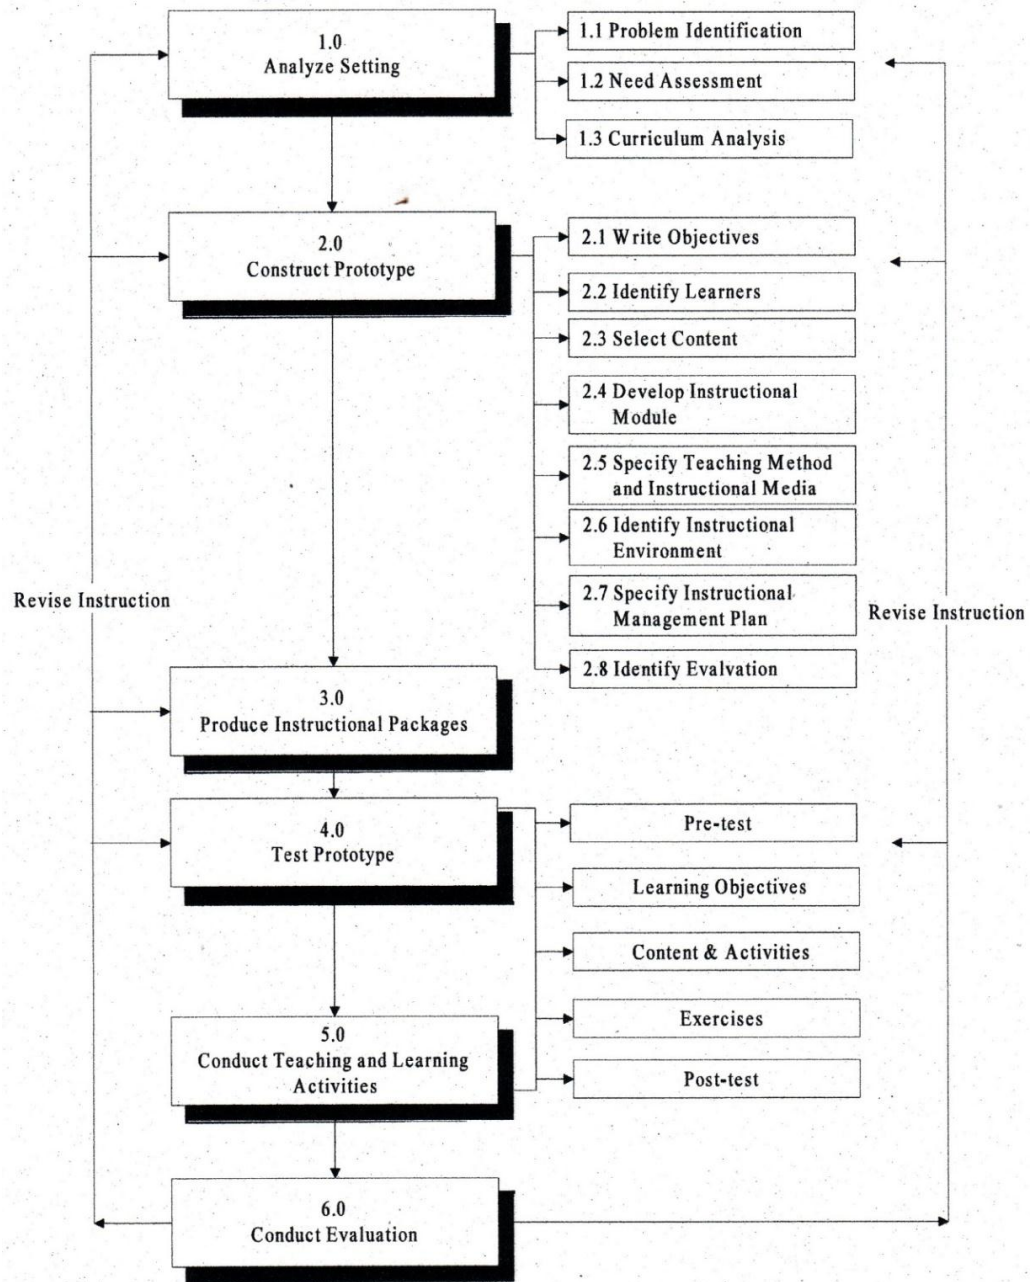 1.0
Analyze Setting
1.1 Problem Identification
1.2 Need Assessment
1.3 Curriculum Analysis
2.0
Construct Prototype
2.1 Write Objectives
2.2 Identify Learners
2.3 Select Content
2.4 Develop Instructional
Module
2.5 Specify Teaching Method
and Instructional Media
2.6 Identify Instructional
Environment
2.7 Specify Instructional
Management Plan
2.8 Identify Evalvation
Revise Instruction
Revise Instruction
3.0
Produce Instructional Packages
4.0
Test Prototype
Pre-test
Learning Objectives
Content & Activities
Exercises
Post-test
5.0
Conduct Teaching and Learning
Activities
6.0
Conduct Evaluation